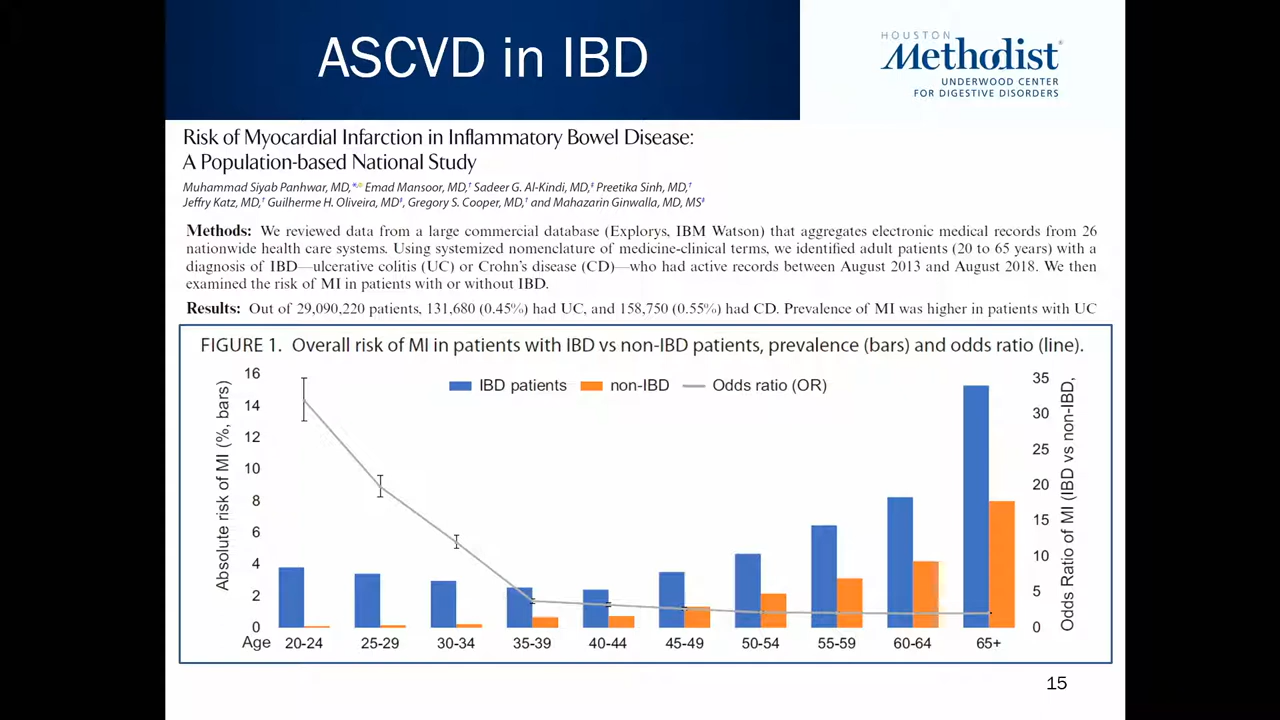 ASCVD in IBD
HOUSTON
Methodist®
UNDERWOOD CENTER
FOR DIGESTIVE DISORDERS
Risk of Myocardial Infarction in Inflammatory Bowel Disease:
A Population-based National Study
Muhammad Siyab Panhwar, MD,*,® Emad Mansoor, MD,† Sadeer G. Al-Kindi, MD,‡ Preetika Sinh, MD,†
Jeffry Katz, MD,† Guilherme H. Oliveira, MD‡, Gregory S. Cooper, MD,† and Mahazarin Ginwalla, MD, MS‡
Methods: We reviewed data from a large commercial database (Explorys, IBM Watson) that aggregates electronic medical records from 26
nationwide health care systems. Using systemized nomenclature of medicine-clinical terms, we identified adult patients (20 to 65 years) with a
diagnosis of IBD—ulcerative colitis (UC) or Crohn's disease (CD)—who had active records between August 2013 and August 2018. We then
examined the risk of MI in patients with or without IBD.
Results: Out of 29,090,220 patients, 131,680 (0.45%) had UC, and 158,750 (0.55%) had CD. Prevalence of MI was higher in patients with UC
FIGURE 1. Overall risk of MI in patients with IBD vs non-IBD patients, prevalence (bars) and odds ratio (line).
IBD patients
non-IBD
Odds ratio (OR)
Absolute risk of MI (%, bars)
16
14
12
10
8
6
4
2
0
35
30
25
20
15
10
5
0
Odds Ratio of MI (IBD vs non-IBD,
Age 20-24 25-29 30-34 35-39 40-44 45-49 50-54 55-59 60-64 65+
15